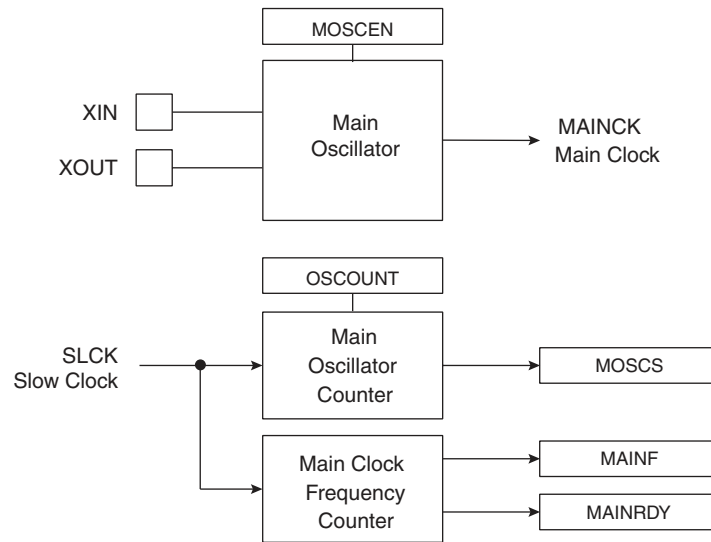 MOSCEN
XIN
XOUT
Main
Oscillator
MAINCK
Main Clock
OSCOUNT
SLCK
Slow Clock
Main
Oscillator
Counter
MOSCS
Main Clock
Frequency
Counter
MAINF
MAINRDY